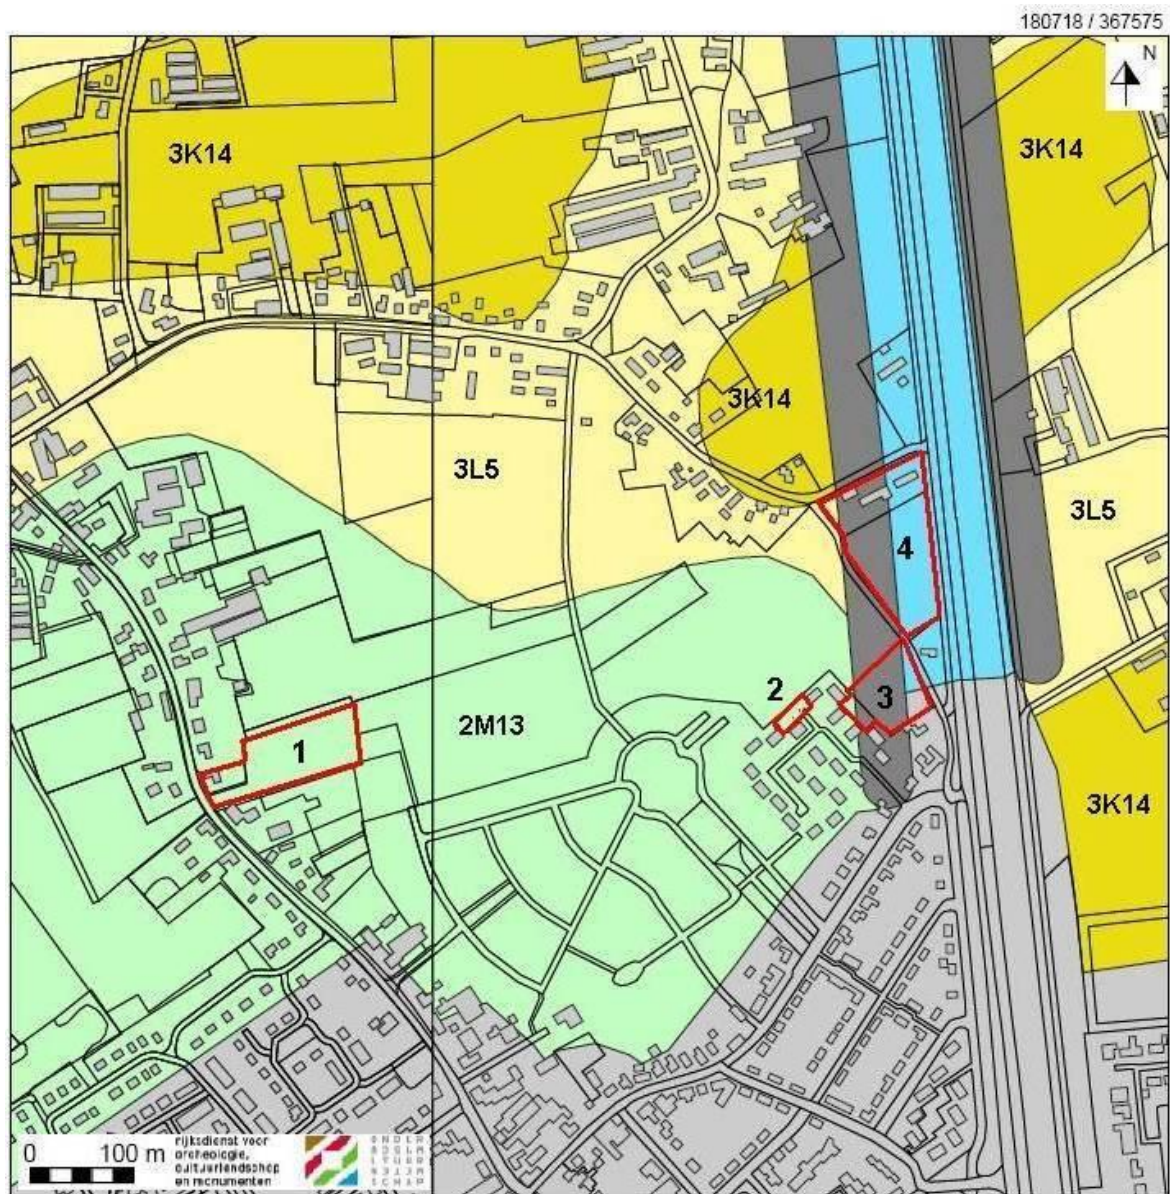 180718 / 367575
N
3K14
3K14
3K14
3L5
3L5
4
2
3
2M13
1
3K14
0 100 m
rijksdienst voor
archeologie,
cultuurlandschap
en monumenten